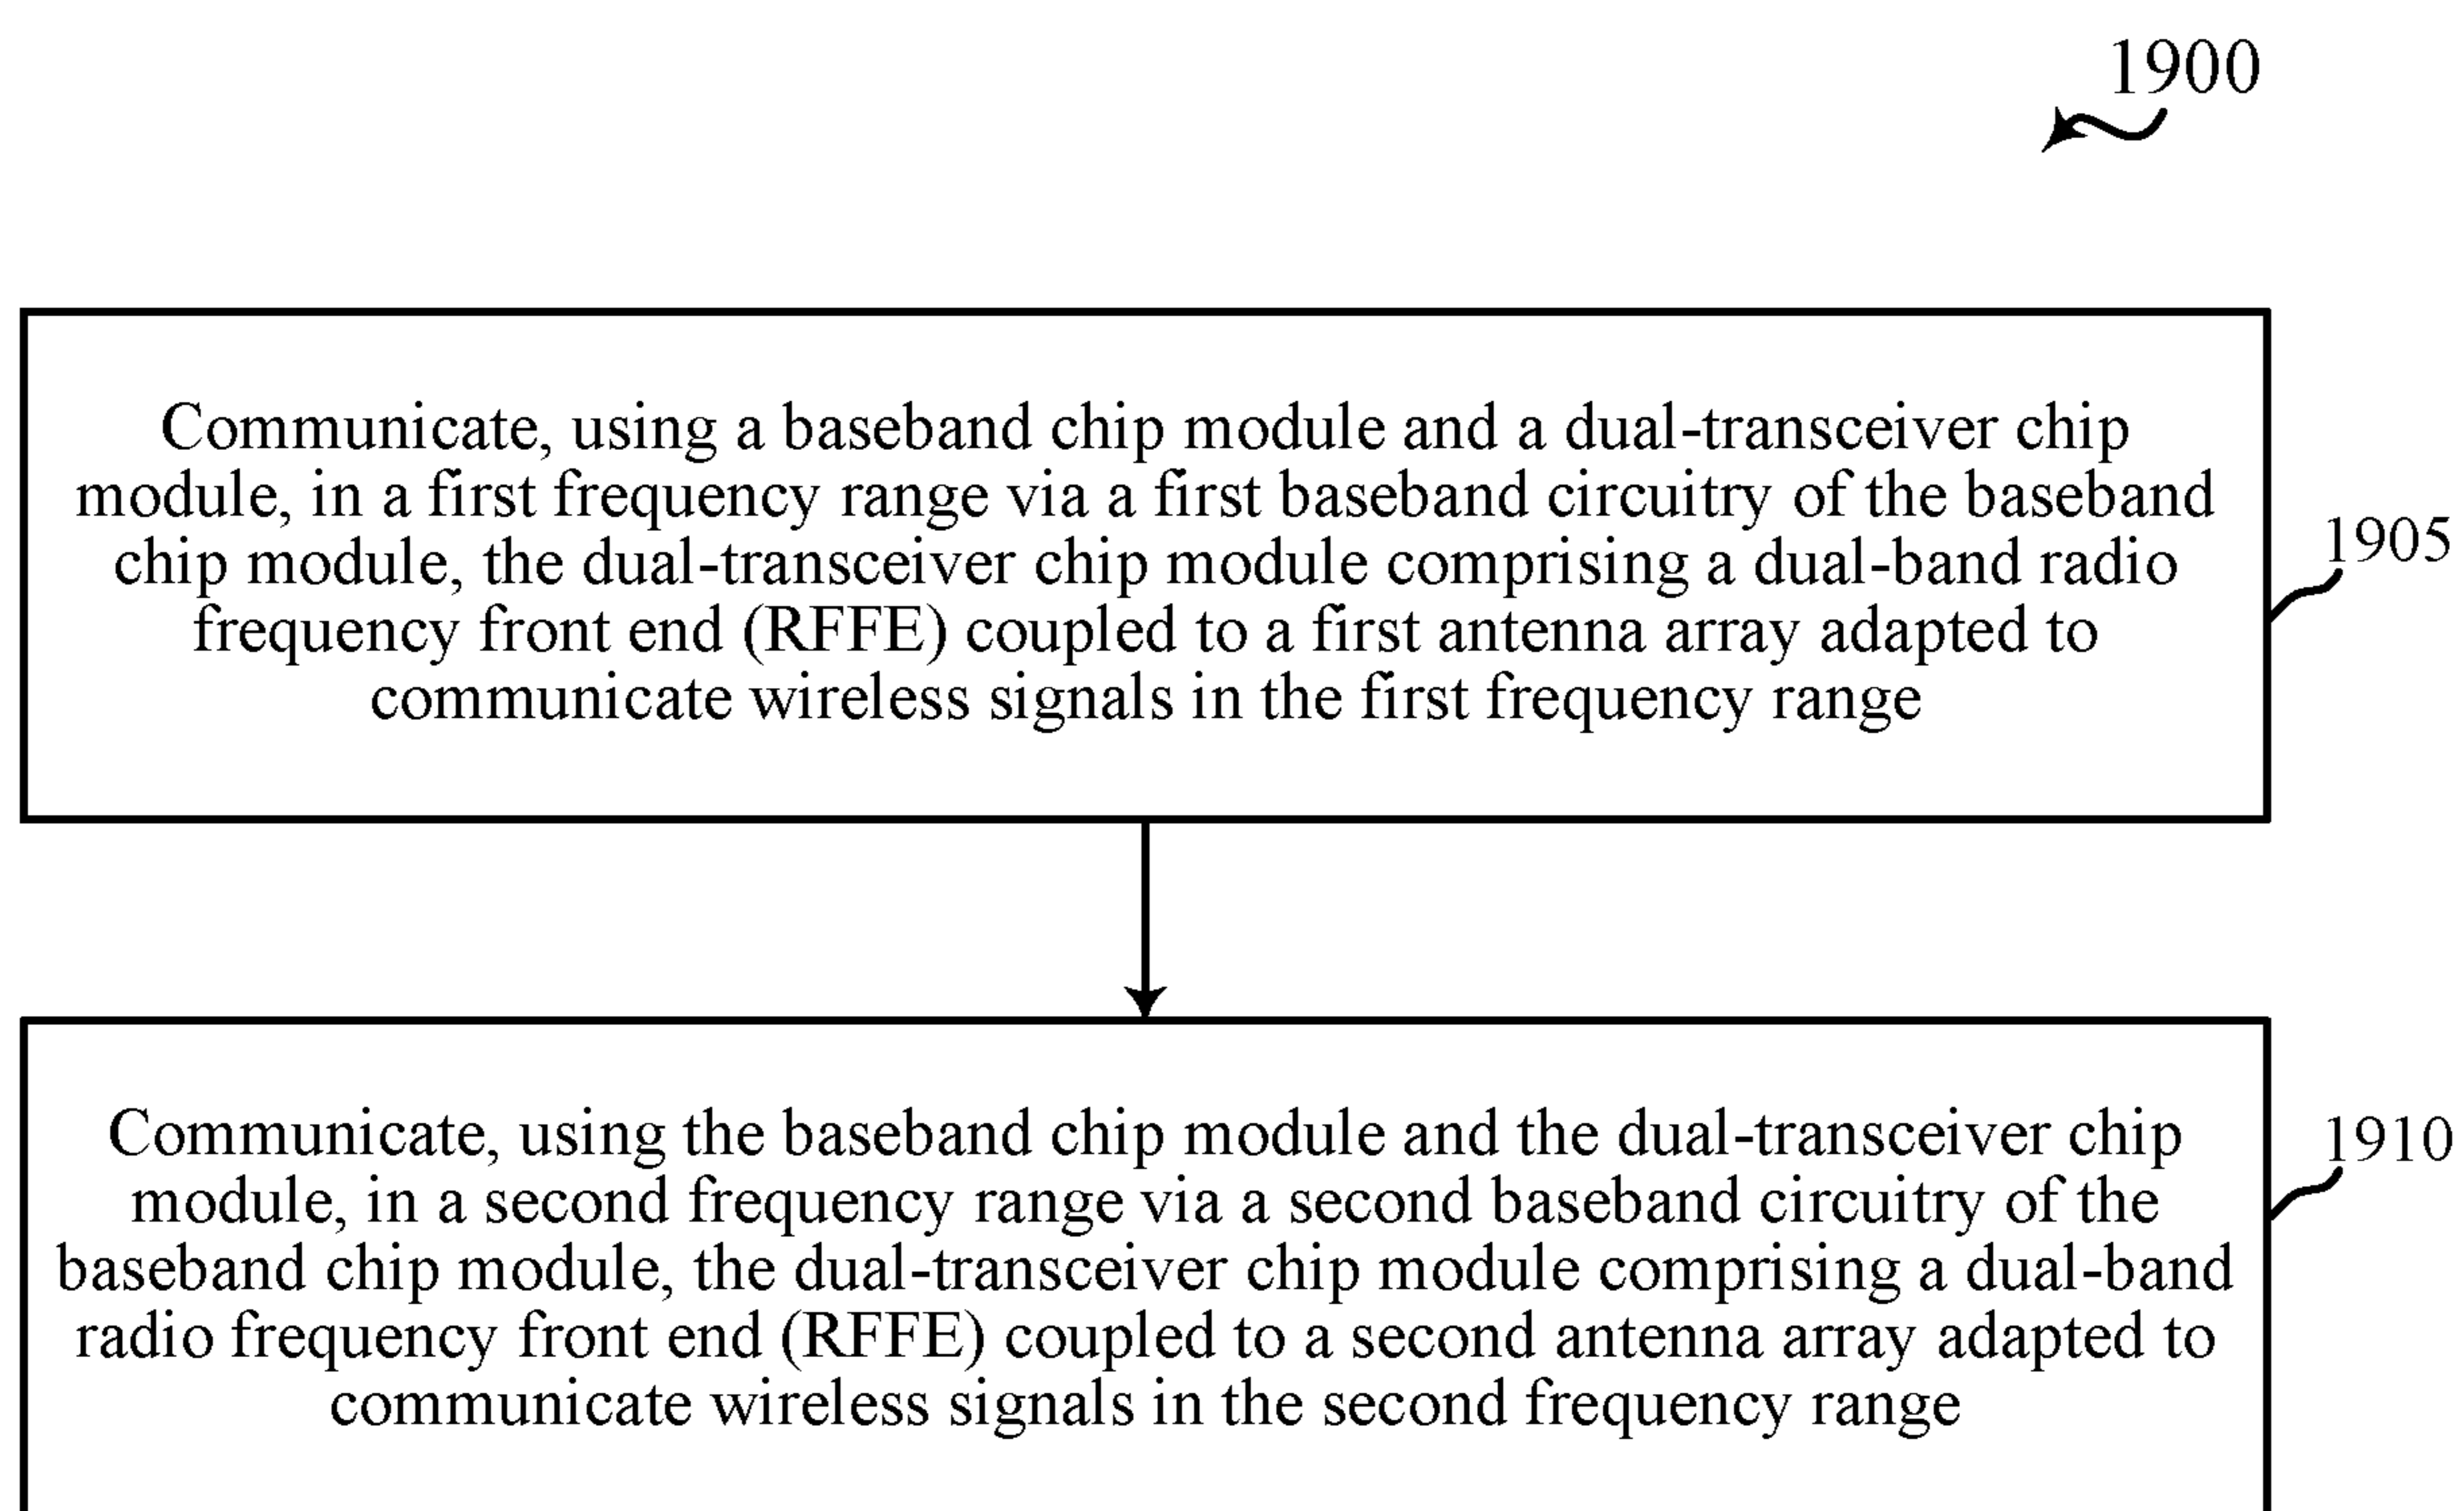 1900
Communicate, using a baseband chip module and a dual-transceiver chip
module, in a first frequency range via a first baseband circuitry of the baseband
chip module, the dual-transceiver chip module comprising a dual-band radio
frequency front end (RFFE) coupled to a first antenna array adapted to
communicate wireless signals in the first frequency range
1905
Communicate, using the baseband chip module and the dual-transceiver chip
module, in a second frequency range via a second baseband circuitry of the
baseband chip module, the dual-transceiver chip module comprising a dual-band
radio frequency front end (RFFE) coupled to a second antenna array adapted to
communicate wireless signals in the second frequency range
1910